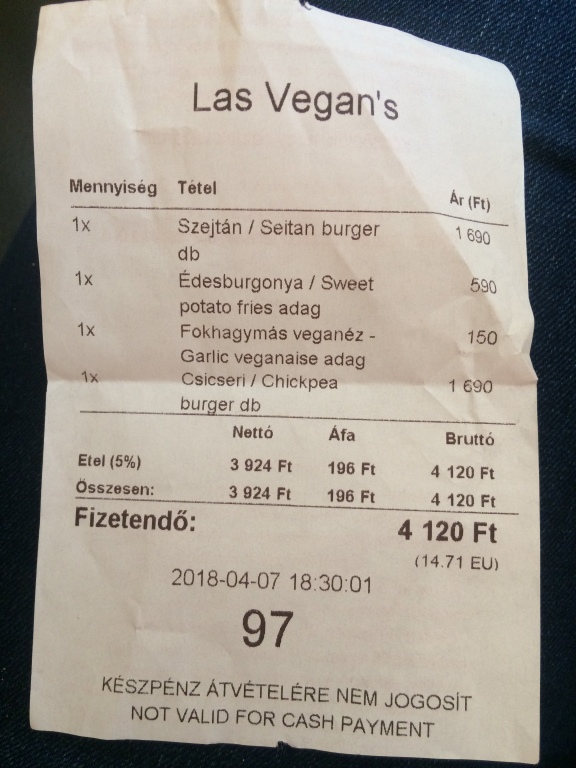 Las Vegan's
Mennyiség Tétel Ár (Ft)
1x Szejtán / Seitan burger 1 690
db
1x Édesburgonya / Sweet 590
potato fries adag
1x Fokhagymás veganéz - 150
Garlic veganaise adag
1x Csicseri / Chickpea 1 690
burger db
Nettó Áfa Bruttó
Etel (5%) 3 924 Ft 196 Ft 4 120 Ft
Összesen: 3 924 Ft 196 Ft 4 120 Ft
Fizetendő: 4 120 Ft
(14.71 EU)
2018-04-07 18:30:01
97
KÉSZPÉNZ ÁTVÉTELÉRE NEM JOGOSÍT
NOT VALID FOR CASH PAYMENT